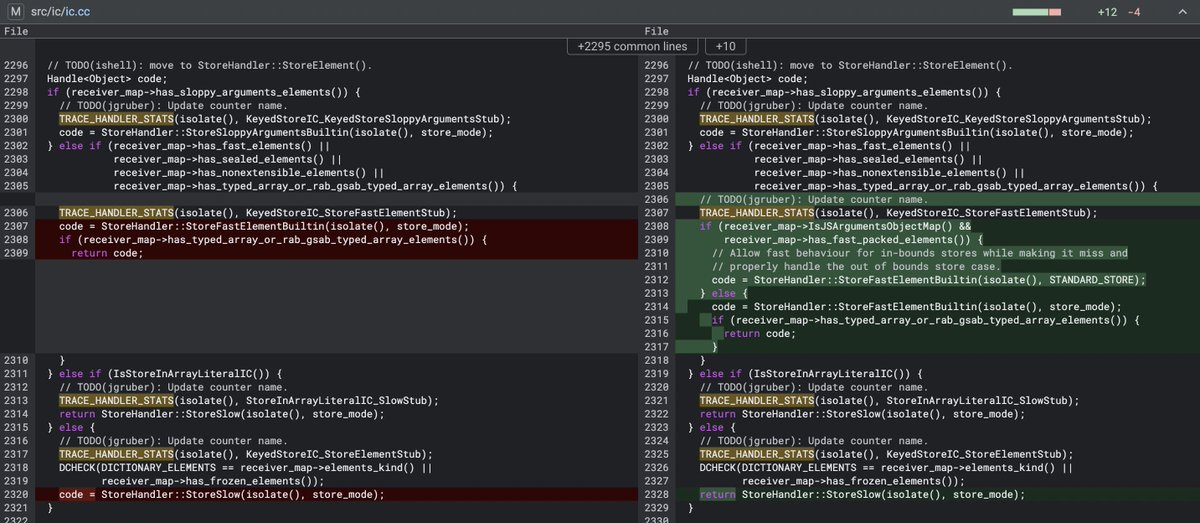 M src/ic/ic.cc +12 -4
File File
+2295 common lines +10
2296 // TODO(ishell): move to StoreHandler::StoreElement().
2297 Handle<Object> code;
2298 if (receiver_map->has_sloppy_arguments_elements()) {
2299 // TODO(jgruber): Update counter name.
2300 TRACE_HANDLER_STATS(isolate(), KeyedStoreIC_KeyedStoreSloppyArgumentsStub);
2301 code = StoreHandler::StoreSloppyArgumentsBuiltin(isolate(), store_mode);
2302 } else if (receiver_map->has_fast_elements() ||
2303 receiver_map->has_sealed_elements() ||
2304 receiver_map->has_nonextensible_elements() ||
2305 receiver_map->has_typed_array_or_rab_gsab_typed_array_elements()) {
2306 TRACE_HANDLER_STATS(isolate(), KeyedStoreIC_StoreFastElementStub);
2307 code = StoreHandler::StoreFastElementBuiltin(isolate(), store_mode);
2308 if (receiver_map->has_typed_array_or_rab_gsab_typed_array_elements()) {
2309 return code;
2310 }
2311 } else if (IsStoreInArrayLiteralIC()) {
2312 // TODO(jgruber): Update counter name.
2313 TRACE_HANDLER_STATS(isolate(), StoreInArrayLiteralIC_SlowStub);
2314 return StoreHandler::StoreSlow(isolate(), store_mode);
2315 } else {
2316 // TODO(jgruber): Update counter name.
2317 TRACE_HANDLER_STATS(isolate(), KeyedStoreIC_StoreElementStub);
2318 DCHECK(DICTIONARY_ELEMENTS == receiver_map->elements_kind() ||
2319 receiver_map->has_frozen_elements());
2320 code = StoreHandler::StoreSlow(isolate(), store_mode);
2321 }
2322
2296 // TODO(ishell): move to StoreHandler::StoreElement().
2297 Handle<Object> code;
2298 if (receiver_map->has_sloppy_arguments_elements()) {
2299 // TODO(jgruber): Update counter name.
2300 TRACE_HANDLER_STATS(isolate(), KeyedStoreIC_KeyedStoreSloppyArgumentsStub);
2301 code = StoreHandler::StoreSloppyArgumentsBuiltin(isolate(), store_mode);
2302 } else if (receiver_map->has_fast_elements() ||
2303 receiver_map->has_sealed_elements() ||
2304 receiver_map->has_nonextensible_elements() ||
2305 receiver_map->has_typed_array_or_rab_gsab_typed_array_elements()) {
2306 // TODO(jgruber): Update counter name.
2307 TRACE_HANDLER_STATS(isolate(), KeyedStoreIC_StoreFastElementStub);
2308 if (receiver_map->IsJSArgumentsObjectMap() &&
2309 receiver_map->has_fast_packed_elements()) {
2310 // Allow fast behaviour for in-bounds stores while making it miss and
2311 // properly handle the out of bounds store case.
2312 code = StoreHandler::StoreFastElementBuiltin(isolate(), STANDARD_STORE);
2313 } else {
2314 code = StoreHandler::StoreFastElementBuiltin(isolate(), store_mode);
2315 if (receiver_map->has_typed_array_or_rab_gsab_typed_array_elements()) {
2316 return code;
2317 }
2318 }
2319 } else if (IsStoreInArrayLiteralIC()) {
2320 // TODO(jgruber): Update counter name.
2321 TRACE_HANDLER_STATS(isolate(), StoreInArrayLiteralIC_SlowStub);
2322 return StoreHandler::StoreSlow(isolate(), store_mode);
2323 } else {
2324 // TODO(jgruber): Update counter name.
2325 TRACE_HANDLER_STATS(isolate(), KeyedStoreIC_StoreElementStub);
2326 DCHECK(DICTIONARY_ELEMENTS == receiver_map->elements_kind() ||
2327 receiver_map->has_frozen_elements());
2328 return StoreHandler::StoreSlow(isolate(), store_mode);
2329 }
2330